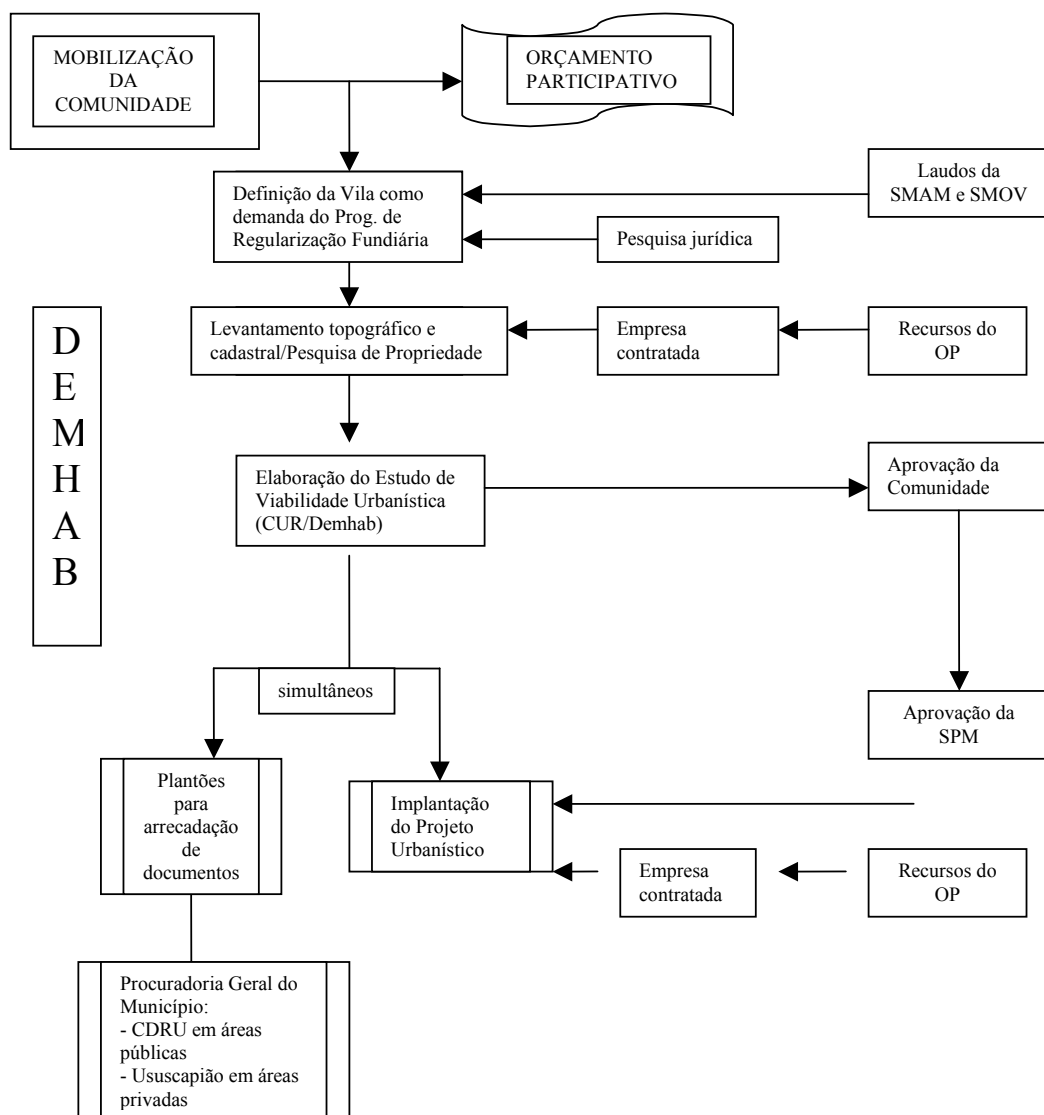 MOBILIZAÇÃO
DA
COMUNIDADE
ORÇAMENTO
PARTICIPATIVO
Laudos da
SMAM e SMOV
Definição da Vila como
demanda do Prog. de
Regularização Fundiária
Pesquisa jurídica
D
E
M
H
A
B
Levantamento topográfico e
cadastral/Pesquisa de Propriedade
Empresa
contratada
Recursos do
OP
Elaboração do Estudo de
Viabilidade Urbanística
(CUR/Demhab)
Aprovação da
Comunidade
simultâneos
Aprovação da
SPM
Plantões
para
arrecadação
de
documentos
Implantação
do Projeto
Urbanístico
Empresa
contratada
Recursos do
OP
Procuradoria Geral do
Município:
- CDRU em áreas
públicas
- Ususcapião em áreas
privadas